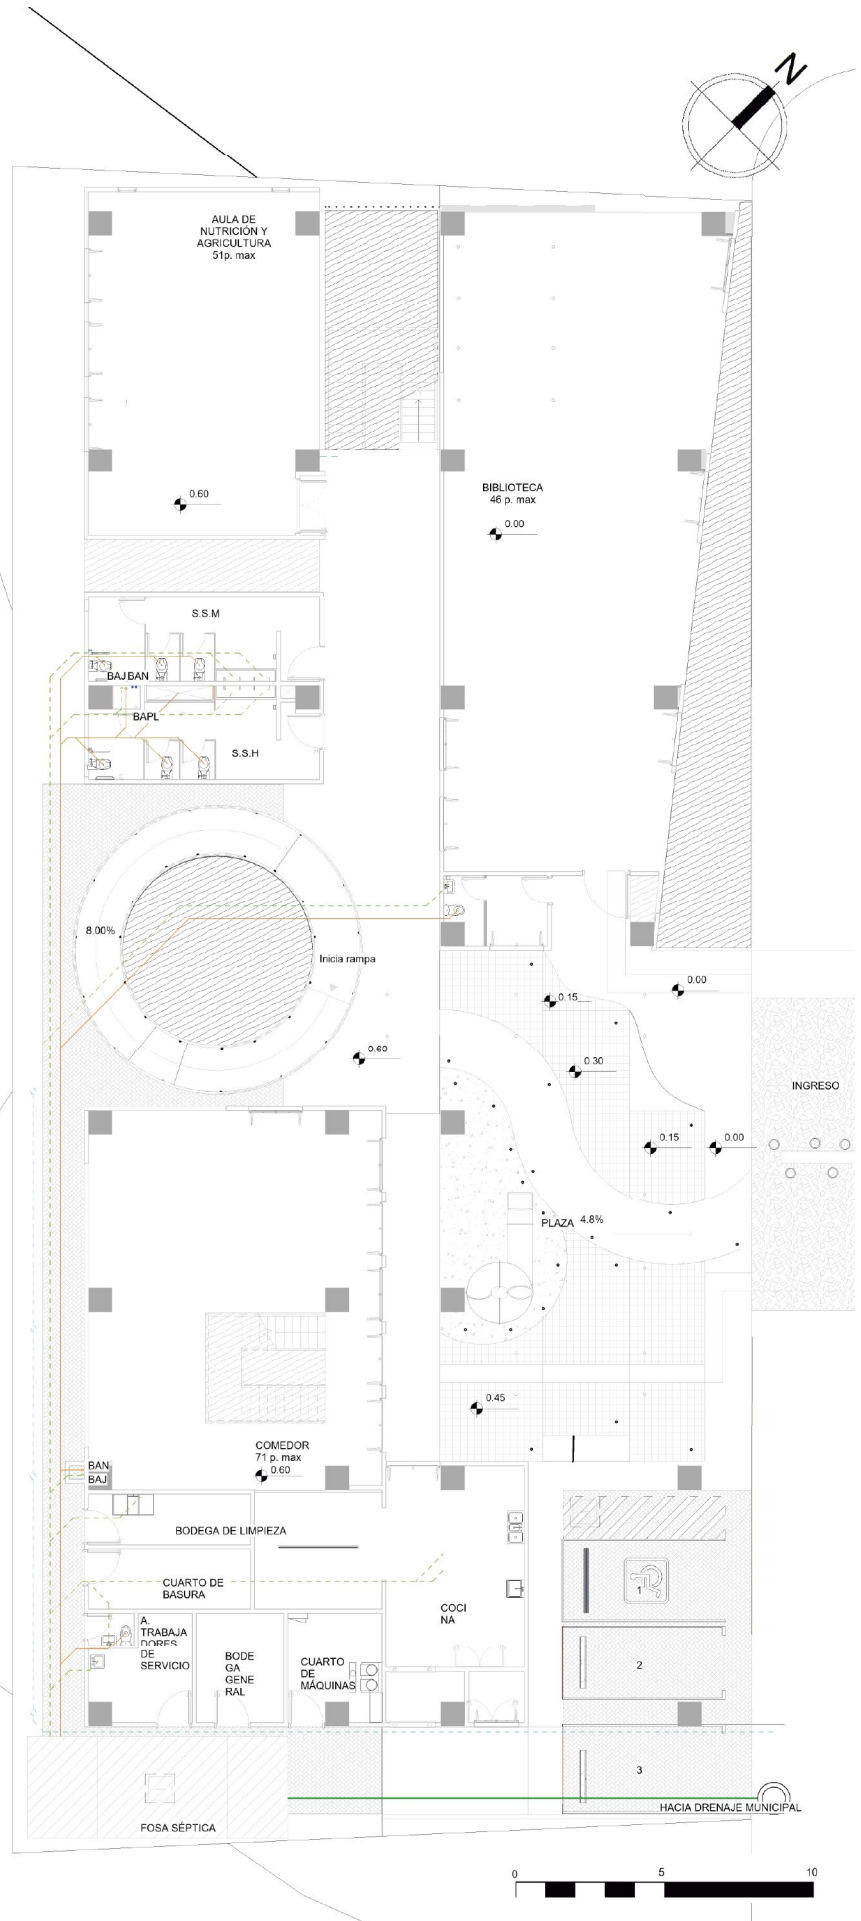 N
AULA DE
NUTRICIÓN Y
AGRICULTURA
51p. max
BIBLIOTECA
46 p. max
0.60
0.00
S.S.M
BAJ BAN
BAPL
S.S.H
8.00%
Inicia rampa
0.00
0.15
0.60
0.30
INGRESO
0.15
0.00
PLAZA 4.8%
0.45
COMEDOR
71 p. max
0.60
BAN
BAJ
BODEGA DE LIMPIEZA
CUARTO DE
BASURA
1
COCI
NA
A.
TRABAJA
DORES
DE
SERVICIO
BODE
GA
GENE
RAL
CUARTO
DE
MÁQUINAS
2
3
HACIA DRENAJE MUNICIPAL
FOSA SÉPTICA
0
5
10